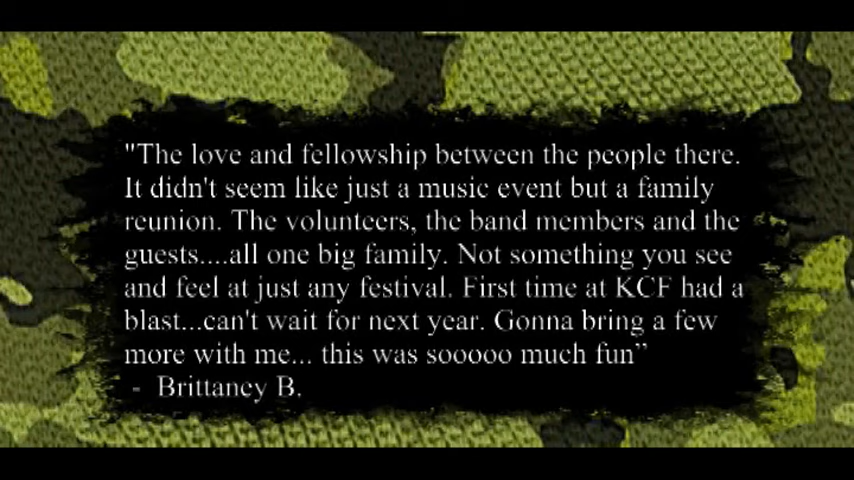 "The love and fellowship between the people there.
It didn't seem like just a music event but a family
reunion. The volunteers, the band members and the
guests....all one big family. Not something you see
and feel at just any festival. First time at KCF had a
blast...can't wait for next year. Gonna bring a few
more with me... this was sooooo much fun”
- Brittaney B.